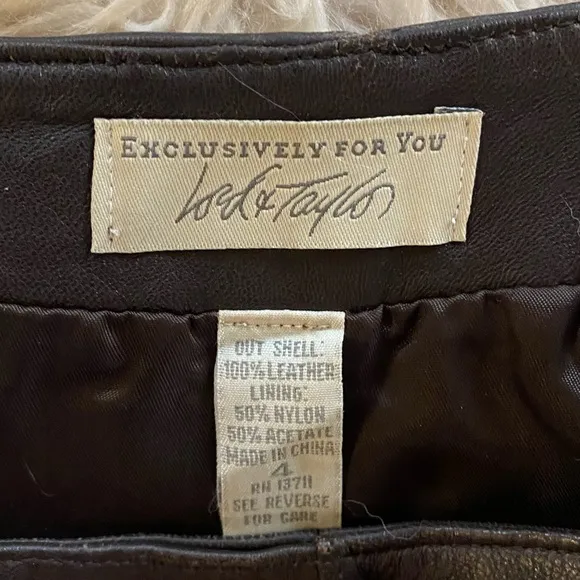 EXCLUSIVELY FOR YOU
Lord & Taylor
OUT SHELL:
100% LEATHER
LINING:
50% NYLON
50% ACETATE
MADE IN CHINA
4
RN 13711
SEE REVERSE
FOR CARE